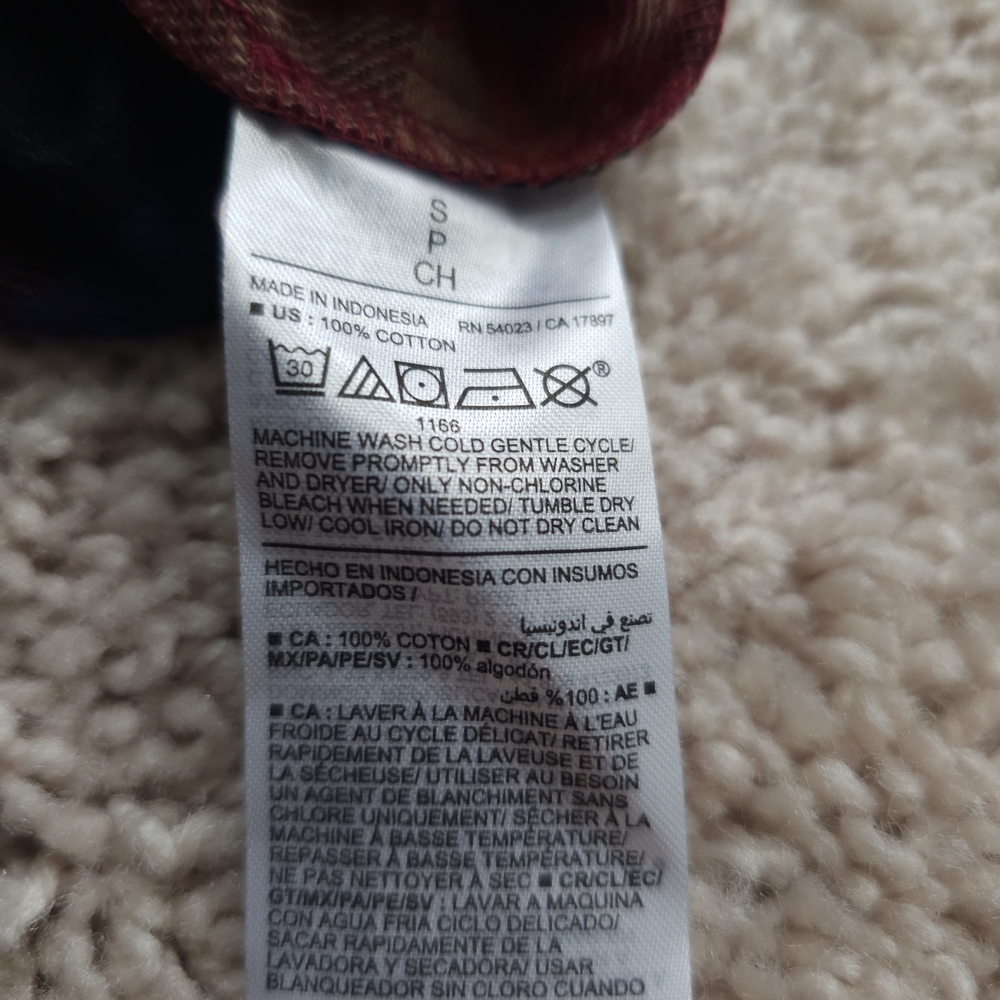 S
P
CH
MADE IN INDONESIA RN 54023 / CA 17897
■ US : 100% COTTON
30 ®
1166
MACHINE WASH COLD GENTLE CYCLE/
REMOVE PROMPTLY FROM WASHER
AND DRYER/ ONLY NON-CHLORINE
BLEACH WHEN NEEDED/ TUMBLE DRY
LOW/ COOL IRON/ DO NOT DRY CLEAN
HECHO EN INDONESIA CON INSUMOS
IMPORTADOS /
تصنع في اندونيسيا
■ CA : 100% COTON ■ CR/CL/EC/GT/
MX/PA/PE/SV : 100% algodón
■ AE : 100% قطن
■ CA : LAVER À LA MACHINE À L'EAU
FROIDE AU CYCLE DÉLICAT/ RETIRER
RAPIDEMENT DE LA LAVEUSE ET DE
LA SÉCHEUSE/ UTILISER AU BESOIN
UN AGENT DE BLANCHIMENT SANS
CHLORE UNIQUEMENT/ SÉCHER À LA
MACHINE À BASSE TEMPÉRATURE/
REPASSER À BASSE TEMPÉRATURE/
NE PAS NETTOYER À SEC ■ CR/CL/EC/
GT/MX/PA/PE/SV : LAVAR A MAQUINA
CON AGUA FRIA CICLO DELICADO/
SACAR RAPIDAMENTE DE LA
LAVADORA Y SECADORA/ USAR
BLANQUEADOR SIN CLORO CUANDO